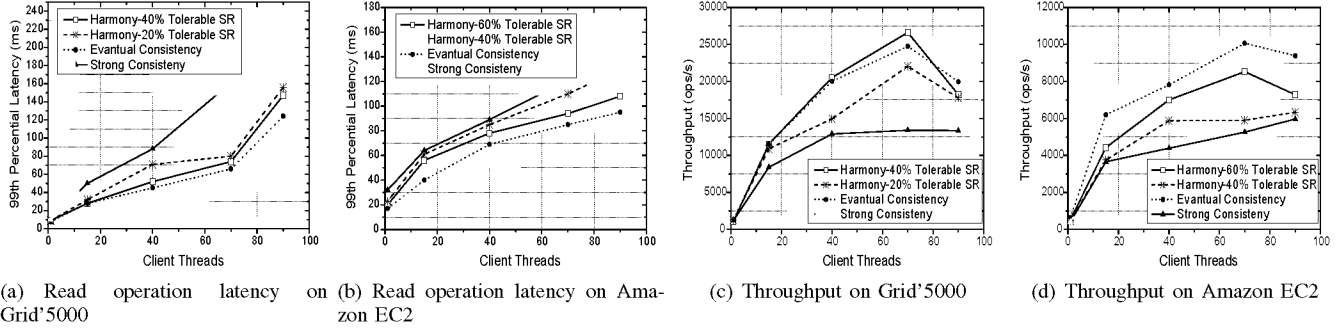 99th Percential Latency (ms)
240
220
200
180
160
140
120
100
80
60
40
20
0
Harmony-40% Tolerable SR
Harmony-20% Tolerable SR
Evantual Consistency
Strong Consisteny
0 20 40 60 80 100
Client Threads
(a) Read operation latency on
Grid'5000
99th Percential Latency (ms)
200
180
160
140
120
100
80
60
40
20
0
Harmony-60% Tolerable SR
Harmony-40% Tolerable SR
Evantual Consistency
Strong Consisteny
0 20 40 60 80 100
Client Threads
(b) Read operation latency on Ama-
zon EC2
Throughput (ops/s)
30000
25000
20000
15000
10000
5000
0
Harmony-40% Tolerable SR
Harmony-20% Tolerable SR
Evantual Consistency
Strong Consisteny
0 20 40 60 80 100
Client Threads
(c) Throughput on Grid'5000
Throughput (ops/s)
12000
10000
8000
6000
4000
2000
0
Harmony-60% Tolerable SR
Harmony-40% Tolerable SR
Evantual Consistency
Strong Consisteny
0 20 40 60 80 100
Client Threads
(d) Throughput on Amazon EC2